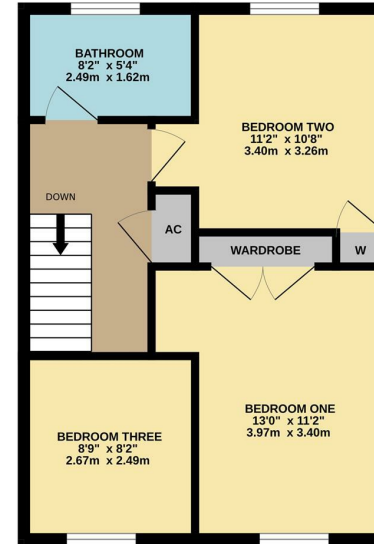 BATHROOM
8'2" x 5'4"
2.49m x 1.62m
BEDROOM TWO
11'2" x 10'8"
3.40m x 3.26m
DOWN
AC
WARDROBE
W
BEDROOM ONE
13'0" x 11'2"
3.97m x 3.40m
BEDROOM THREE
8'9" x 8'2"
2.67m x 2.49m